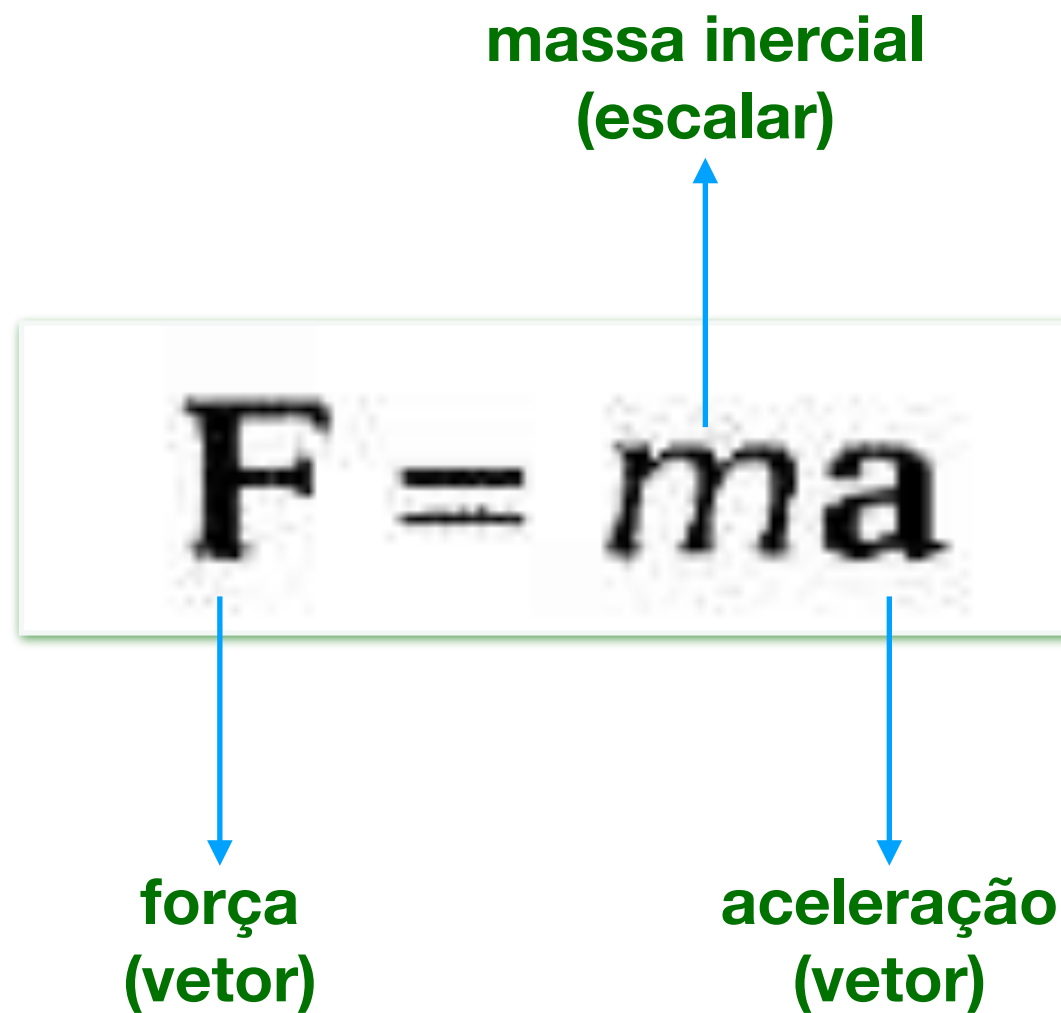 massa inercial
(escalar)
F = ma
força
(vetor)
aceleração
(vetor)